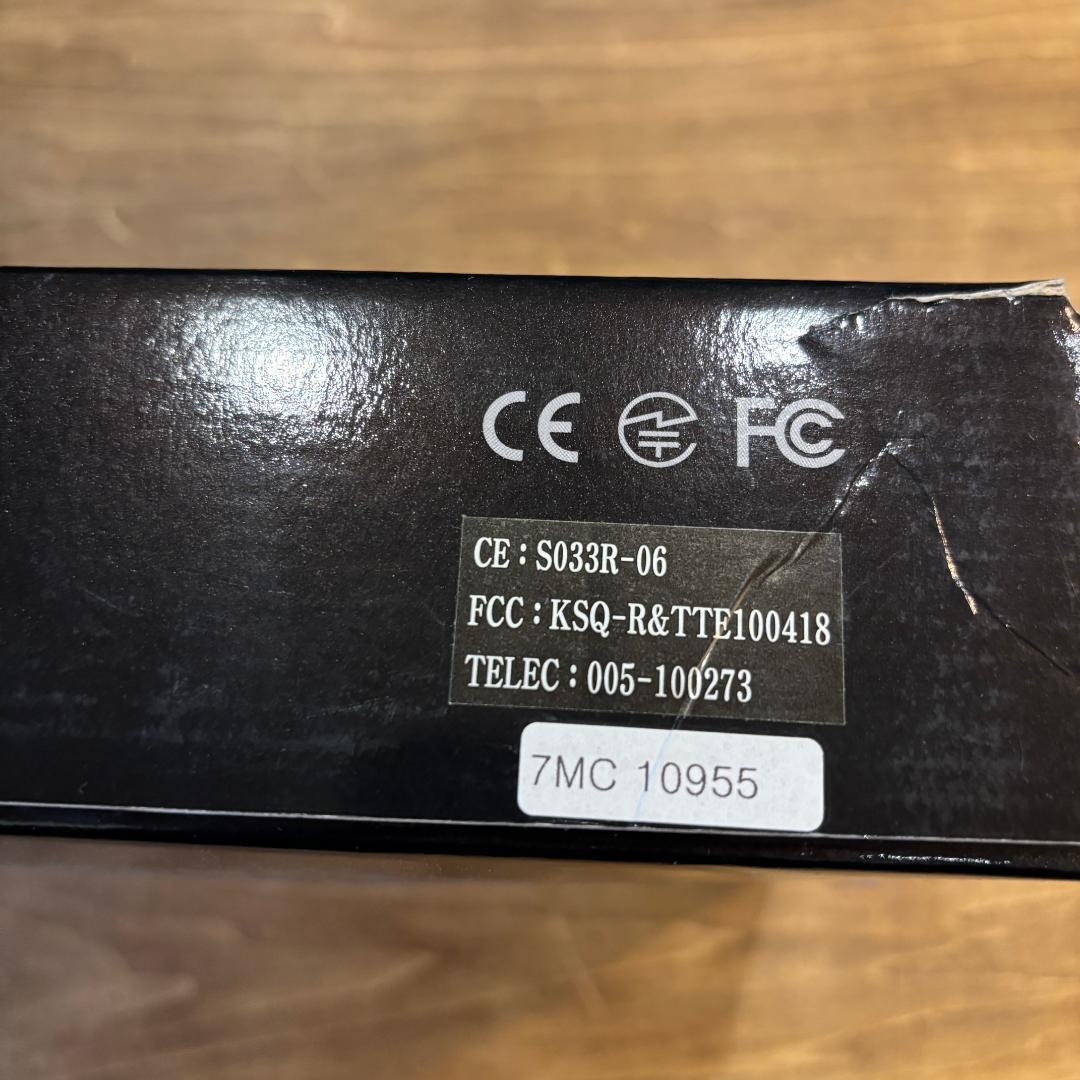 CE FC
CE:S033R-06
FCC:KSQ-R&TTE100418
TELEC:005-100273
7MC 10955